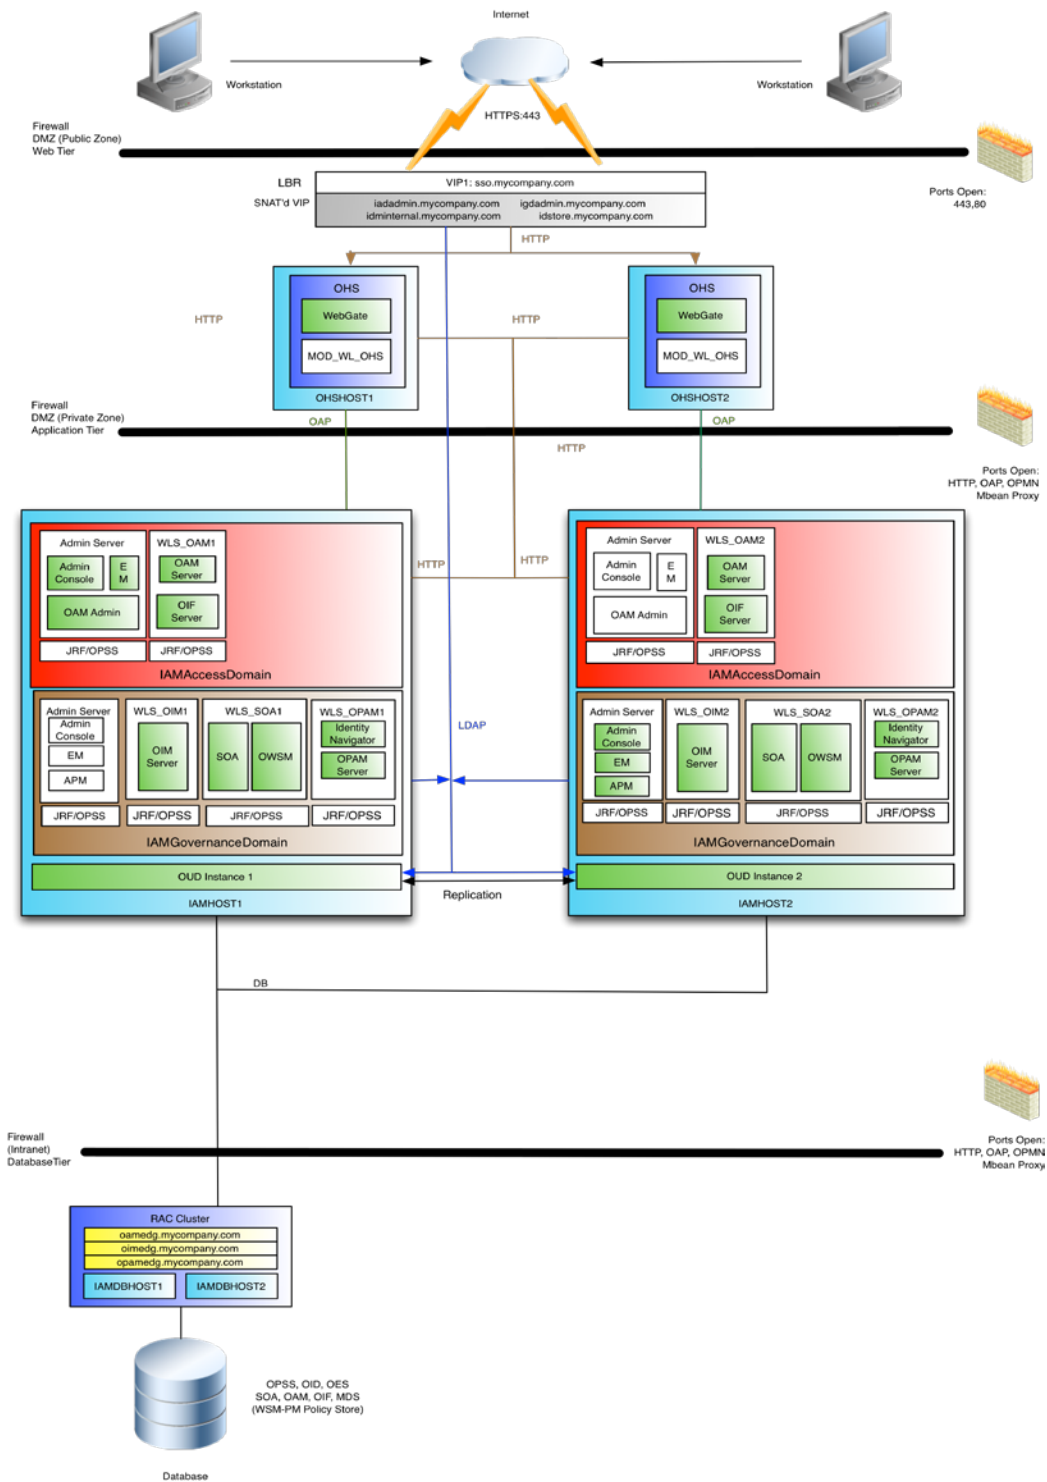 Internet
Workstation
Workstation
HTTPS:443
Firewall
DMZ (Public Zone)
Web Tier
Ports Open:
443,80
LBR
VIP1: sso.mycompany.com
SNAT'd VIP
iadadmin.mycompany.com igdadmin.mycompany.com
idminternal.mycompany.com idstore.mycompany.com
HTTP
OHS
WebGate
MOD_WL_OHS
OHSHOST1
OHS
WebGate
MOD_WL_OHS
OHSHOST2
HTTP
HTTP
Firewall
DMZ (Private Zone)
Application Tier
OAP
OAP
HTTP
Ports Open:
HTTP, OAP, OPMN
Mbean Proxy
Admin Server
Admin
Console
E
M
OAM Admin
JRF/OPSS
WLS_OAM1
OAM
Server
OIF
Server
JRF/OPSS
IAMAccessDomain
HTTP
HTTP
Admin Server
Admin
Console
E
M
OAM Admin
JRF/OPSS
WLS_OAM2
OAM
Server
OIF
Server
JRF/OPSS
IAMAccessDomain
Admin Server
Admin
Console
EM
APM
JRF/OPSS
WLS_OIM1
OIM
Server
JRF/OPSS
WLS_SOA1
SOA
OWSM
JRF/OPSS
WLS_OPAM1
Identity
Navigator
OPAM
Server
JRF/OPSS
IAMGovernanceDomain
LDAP
Admin Server
Admin
Console
EM
APM
JRF/OPSS
WLS_OIM2
OIM
Server
JRF/OPSS
WLS_SOA2
SOA
OWSM
JRF/OPSS
WLS_OPAM2
Identity
Navigator
OPAM
Server
JRF/OPSS
IAMGovernanceDomain
OUD Instance 1
IAMHOST1
Replication
OUD Instance 2
IAMHOST2
DB
Firewall
(Intranet)
DatabaseTier
Ports Open:
HTTP, OAP, OPMN
Mbean Proxy
RAC Cluster
oamedg.mycompany.com
oimedg.mycompany.com
opamedg.mycompany.com
IAMDBHOST1
IAMDBHOST2
OPSS, OID, OES
SOA, OAM, OIF, MDS
(WSM-PM Policy Store)
Database